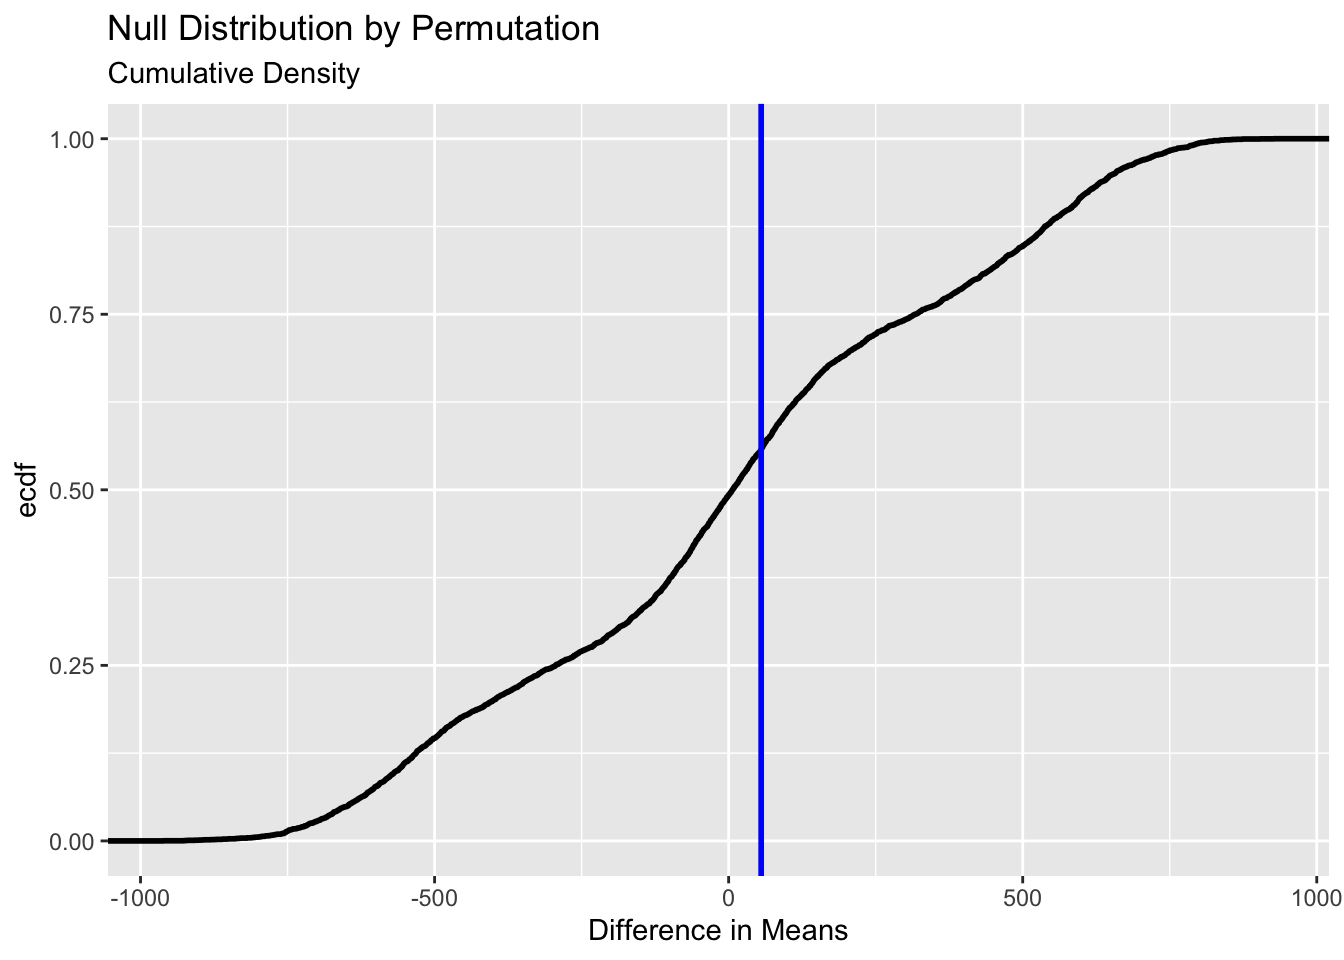 Null Distribution by Permutation
Cumulative Density
1.00
0.75
0.50
0.25
0.00
ecdf
-1000 -500 0 500 1000
Difference in Means